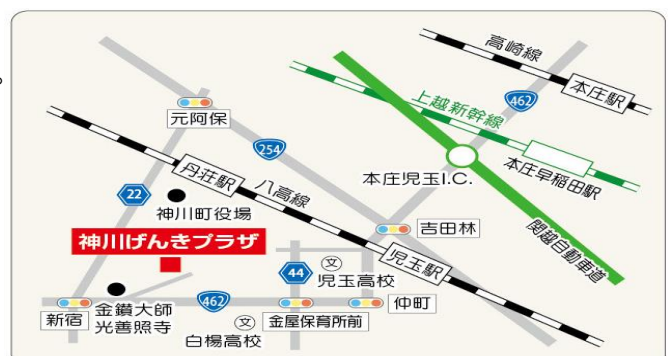 高崎線
本庄駅
462
上越新幹線
本庄早稲田駅
元阿保
254
本庄児玉I.C.
関越自動車道
丹荘駅
八高線
22
神川町役場
吉田林
神川げんきプラザ
児玉駅
44
文
児玉高校
462
仲町
新宿
金鑚大師
光善照寺
文
白楊高校
金屋保育所前